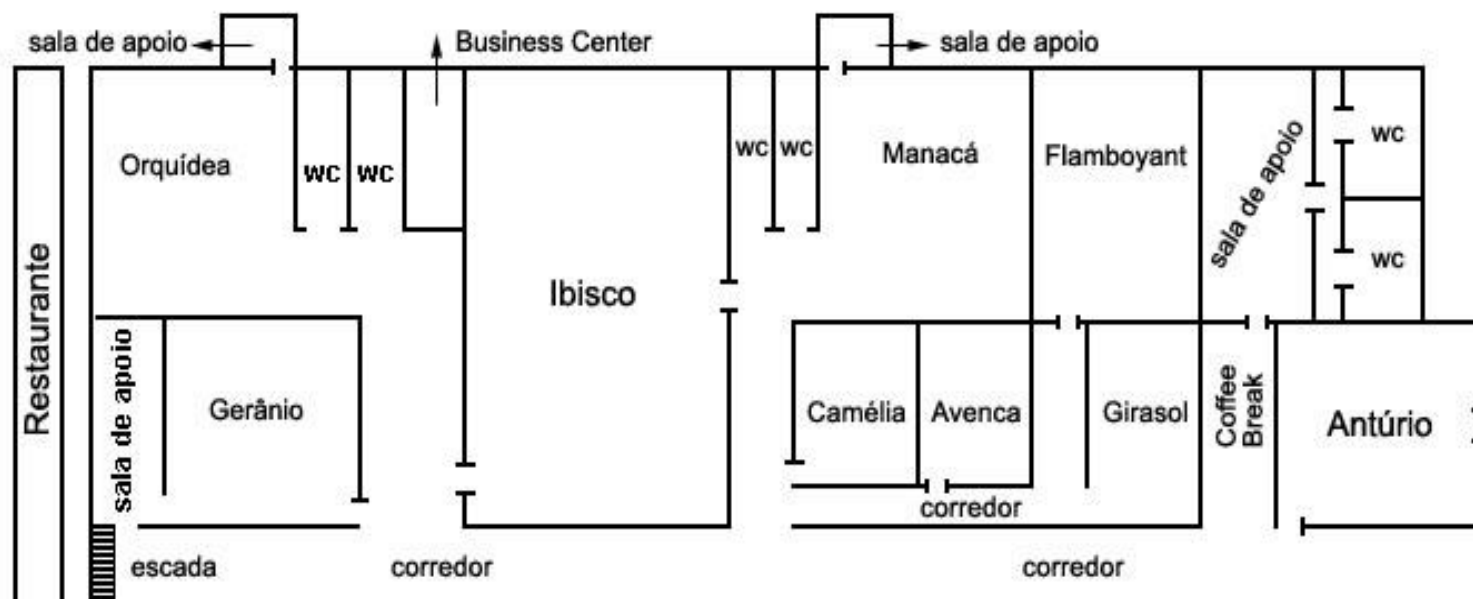 sala de apoio
Business Center
sala de apoio
Orquídea
wc
wc
wc
wc
Manacá
Flamboyant
sala de apoio
wc
wc
Restaurante
Ibisco
sala de apoio
Gerânio
Camélia
Avenca
Girasol
Coffee
Break
Antúrio
corredor
escada
corredor
corredor